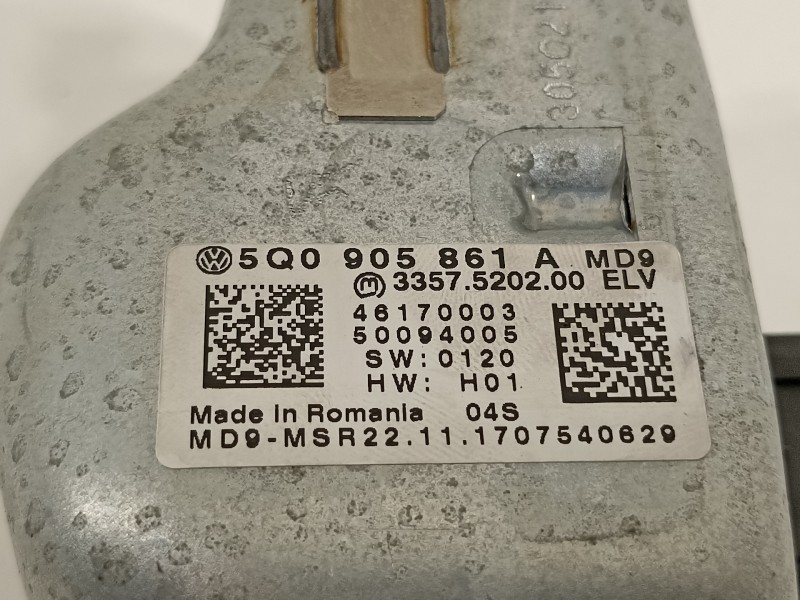 305021
5Q0 905 861 A MD9
3357.5202.00 ELV
46170003
50094005
SW:0120
HW: H01
Made in Romania 04S
MD9-MSR22.11.1707540629